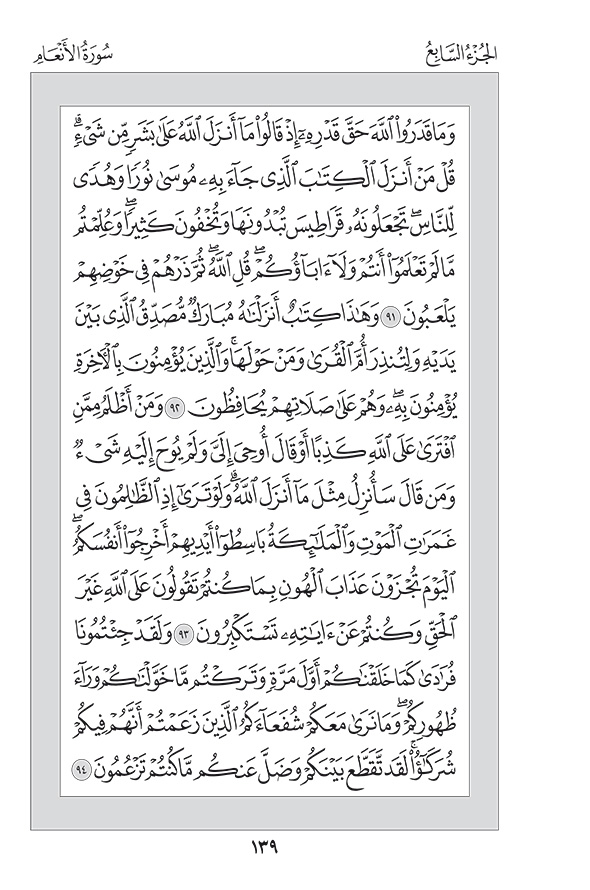 الجُزْءُ السَّابِعُ
سُورَةُ الأَنْعَامِ
وَمَا قَدَرُوا۟ ٱللَّهَ حَقَّ قَدْرِهِۦٓ إِذْ قَالُوا۟ مَآ أَنزَلَ ٱللَّهُ عَلَىٰ بَشَرٍ مِّن شَىْءٍۗ
قُلْ مَنْ أَنزَلَ ٱلْكِتَٰبَ ٱلَّذِى جَآءَ بِهِۦ مُوسَىٰ نُورًا وَهُدًى
لِّلنَّاسِۖ تَجْعَلُونَهُۥ قَرَاطِيسَ تُبْدُونَهَا وَتُخْفُونَ كَثِيرًاۖ وَعُلِّمْتُم
مَّا لَمْ تَعْلَمُوٓا۟ أَنتُمْ وَلَآ ءَابَآؤُكُمْۖ قُلِ ٱللَّهُۖ ثُمَّ ذَرْهُمْ فِى خَوْضِهِمْ
يَلْعَبُونَ ٩١ وَهَٰذَا كِتَٰبٌ أَنزَلْنَٰهُ مُبَارَكٌ مُّصَدِّقُ ٱلَّذِى بَيْنَ
يَدَيْهِ وَلِتُنذِرَ أُمَّ ٱلْقُرَىٰ وَمَنْ حَوْلَهَاۚ وَٱلَّذِينَ يُؤْمِنُونَ بِٱلْءَاخِرَةِ
يُؤْمِنُونَ بِهِۦۖ وَهُمْ عَلَىٰ صَلَاتِهِمْ يُحَافِظُونَ ٩٢ وَمَنْ أَظْلَمُ مِمَّنِ
ٱفْتَرَىٰ عَلَى ٱللَّهِ كَذِبًا أَوْ قَالَ أُوحِىَ إِلَىَّ وَلَمْ يُوحَ إِلَيْهِ شَىْءٌ
وَمَن قَالَ سَأُنزِلُ مِثْلَ مَآ أَنزَلَ ٱللَّهُۗ وَلَوْ تَرَىٰٓ إِذِ ٱلظَّٰلِمُونَ فِى
غَمَرَٰتِ ٱلْمَوْتِ وَٱلْمَلَٰٓئِكَةُ بَاسِطُوٓا۟ أَيْدِيهِمْ أَخْرِجُوٓا۟ أَنفُسَكُمُۖ
ٱلْيَوْمَ تُجْزَوْنَ عَذَابَ ٱلْهُونِ بِمَا كُنتُمْ تَقُولُونَ عَلَى ٱللَّهِ غَيْرَ
ٱلْحَقِّ وَكُنتُمْ عَنْ ءَايَٰتِهِۦ تَسْتَكْبِرُونَ ٩٣ وَلَقَدْ جِئْتُمُونَا
فُرَٰدَىٰ كَمَا خَلَقْنَٰكُمْ أَوَّلَ مَرَّةٍ وَتَرَكْتُم مَّا خَوَّلْنَٰكُمْ وَرَآءَ
ظُهُورِكُمْۖ وَمَا نَرَىٰ مَعَكُمْ شُفَعَآءَكُمُ ٱلَّذِينَ زَعَمْتُمْ أَنَّهُمْ فِيكُمْ
شُرَكَٰٓؤُا۟ۚ لَقَد تَّقَطَّعَ بَيْنَكُمْ وَضَلَّ عَنكُم مَّا كُنتُمْ تَزْعُمُونَ ٩٤
١٣٩